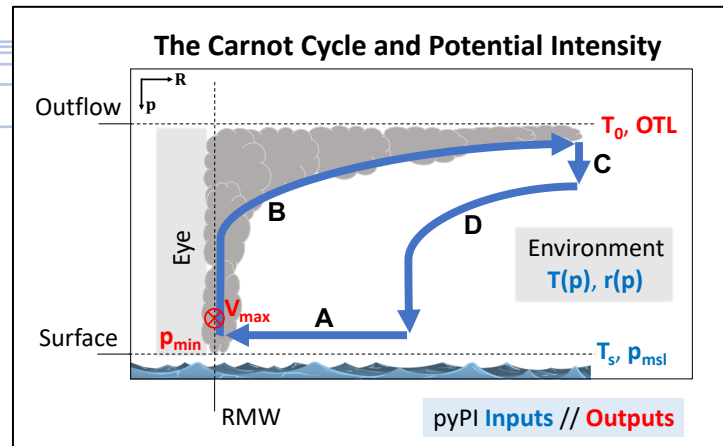 The Carnot Cycle and Potential Intensity
R
p
Outflow
T₀, OTL
C
B
D
Eye
Environment
T(p), r(p)
Vmax
A
pmin
Surface
Ts, pmsl
RMW
pyPI Inputs // Outputs